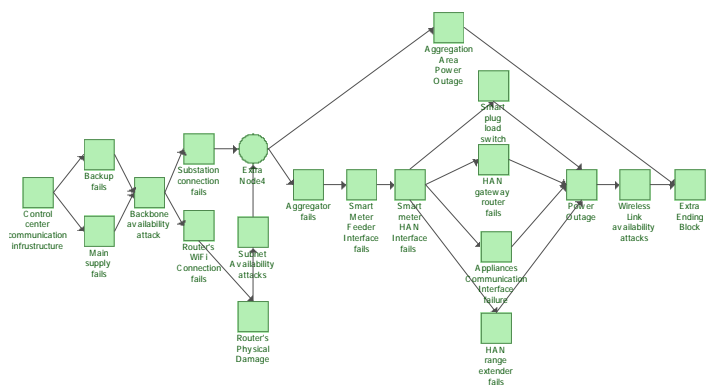 Control
center
communication
infrustructure
Backup
fails
Main
supply
fails
Backbone
availability
attack
Substation
connection
fails
Router's
WiFi
Connection
fails
Extra
Node4
Subnet
Availability
attacks
Router's
Physical
Damage
Aggregator
fails
Smart
Meter
Feeder
Interface
fails
Smart
meter
HAN
Interface
fails
Aggregation
Area
Power
Outage
Smart
plug
load
switch
HAN
gateway
router
fails
Appliances
Communication
Interface
failure
HAN
range
extender
fails
Power
Outage
Wireless
Link
availability
attacks
Extra
Ending
Block